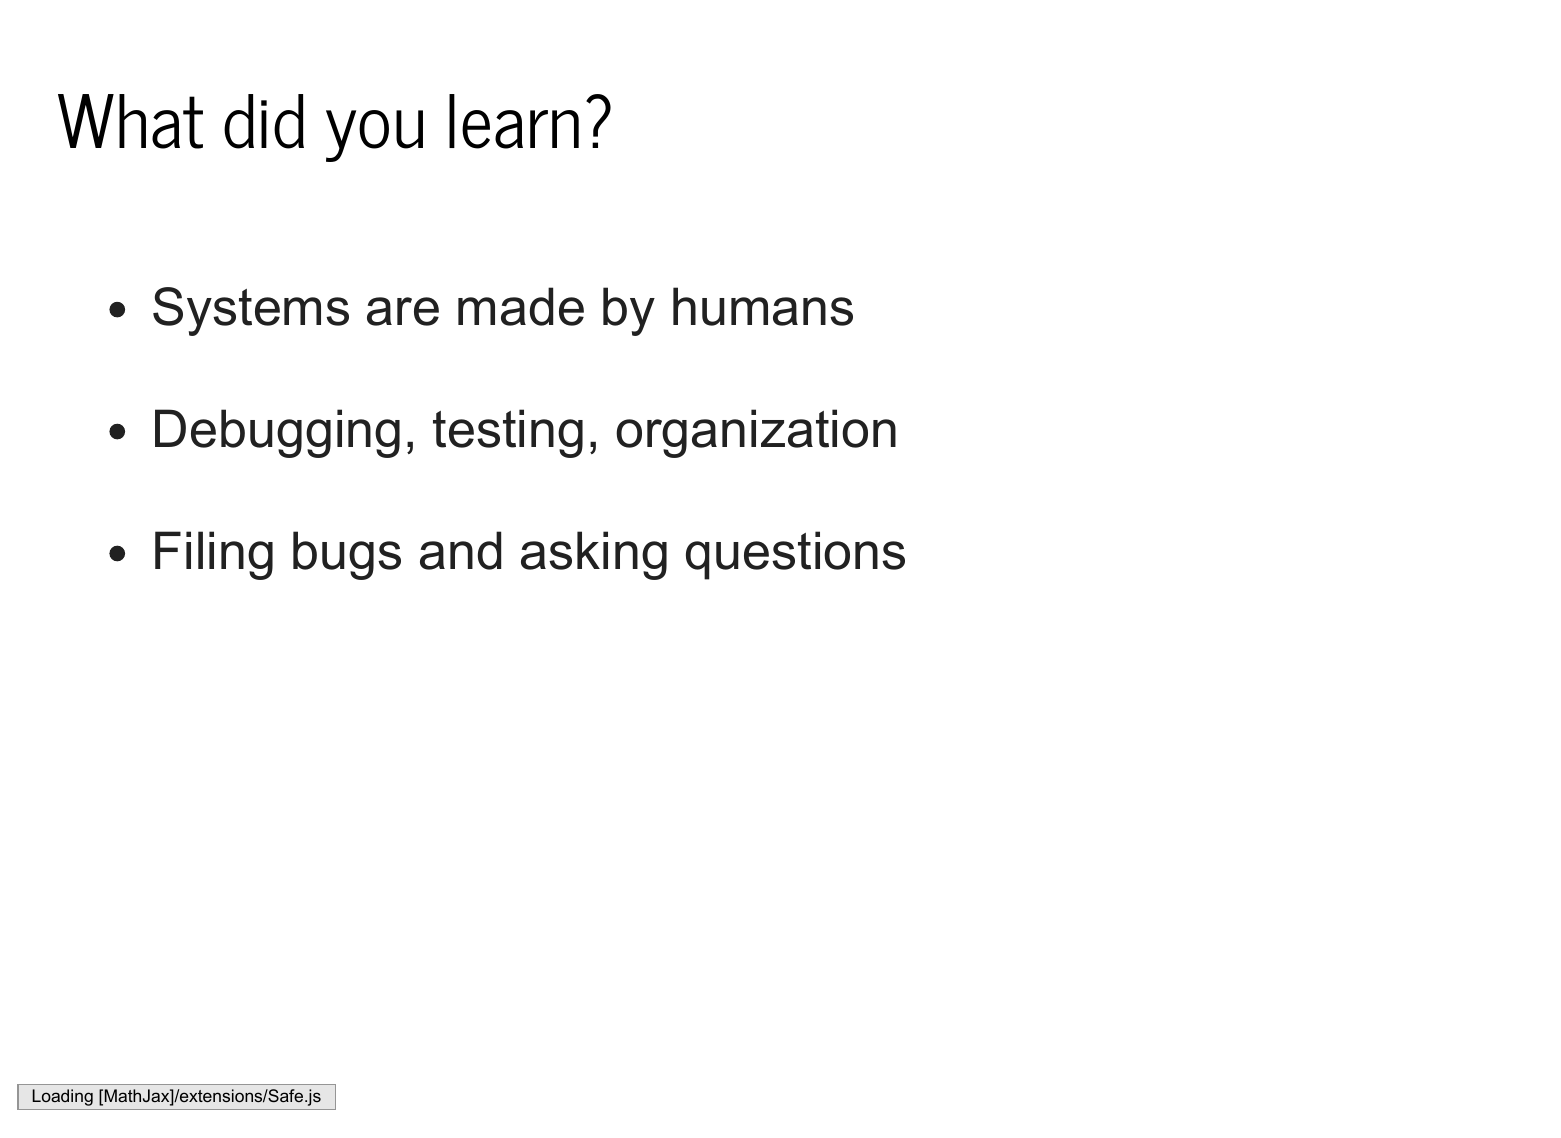 What did you learn?
• Systems are made by humans
• Debugging, testing, organization
• Filing bugs and asking questions
Loading [MathJax]/extensions/Safe.js